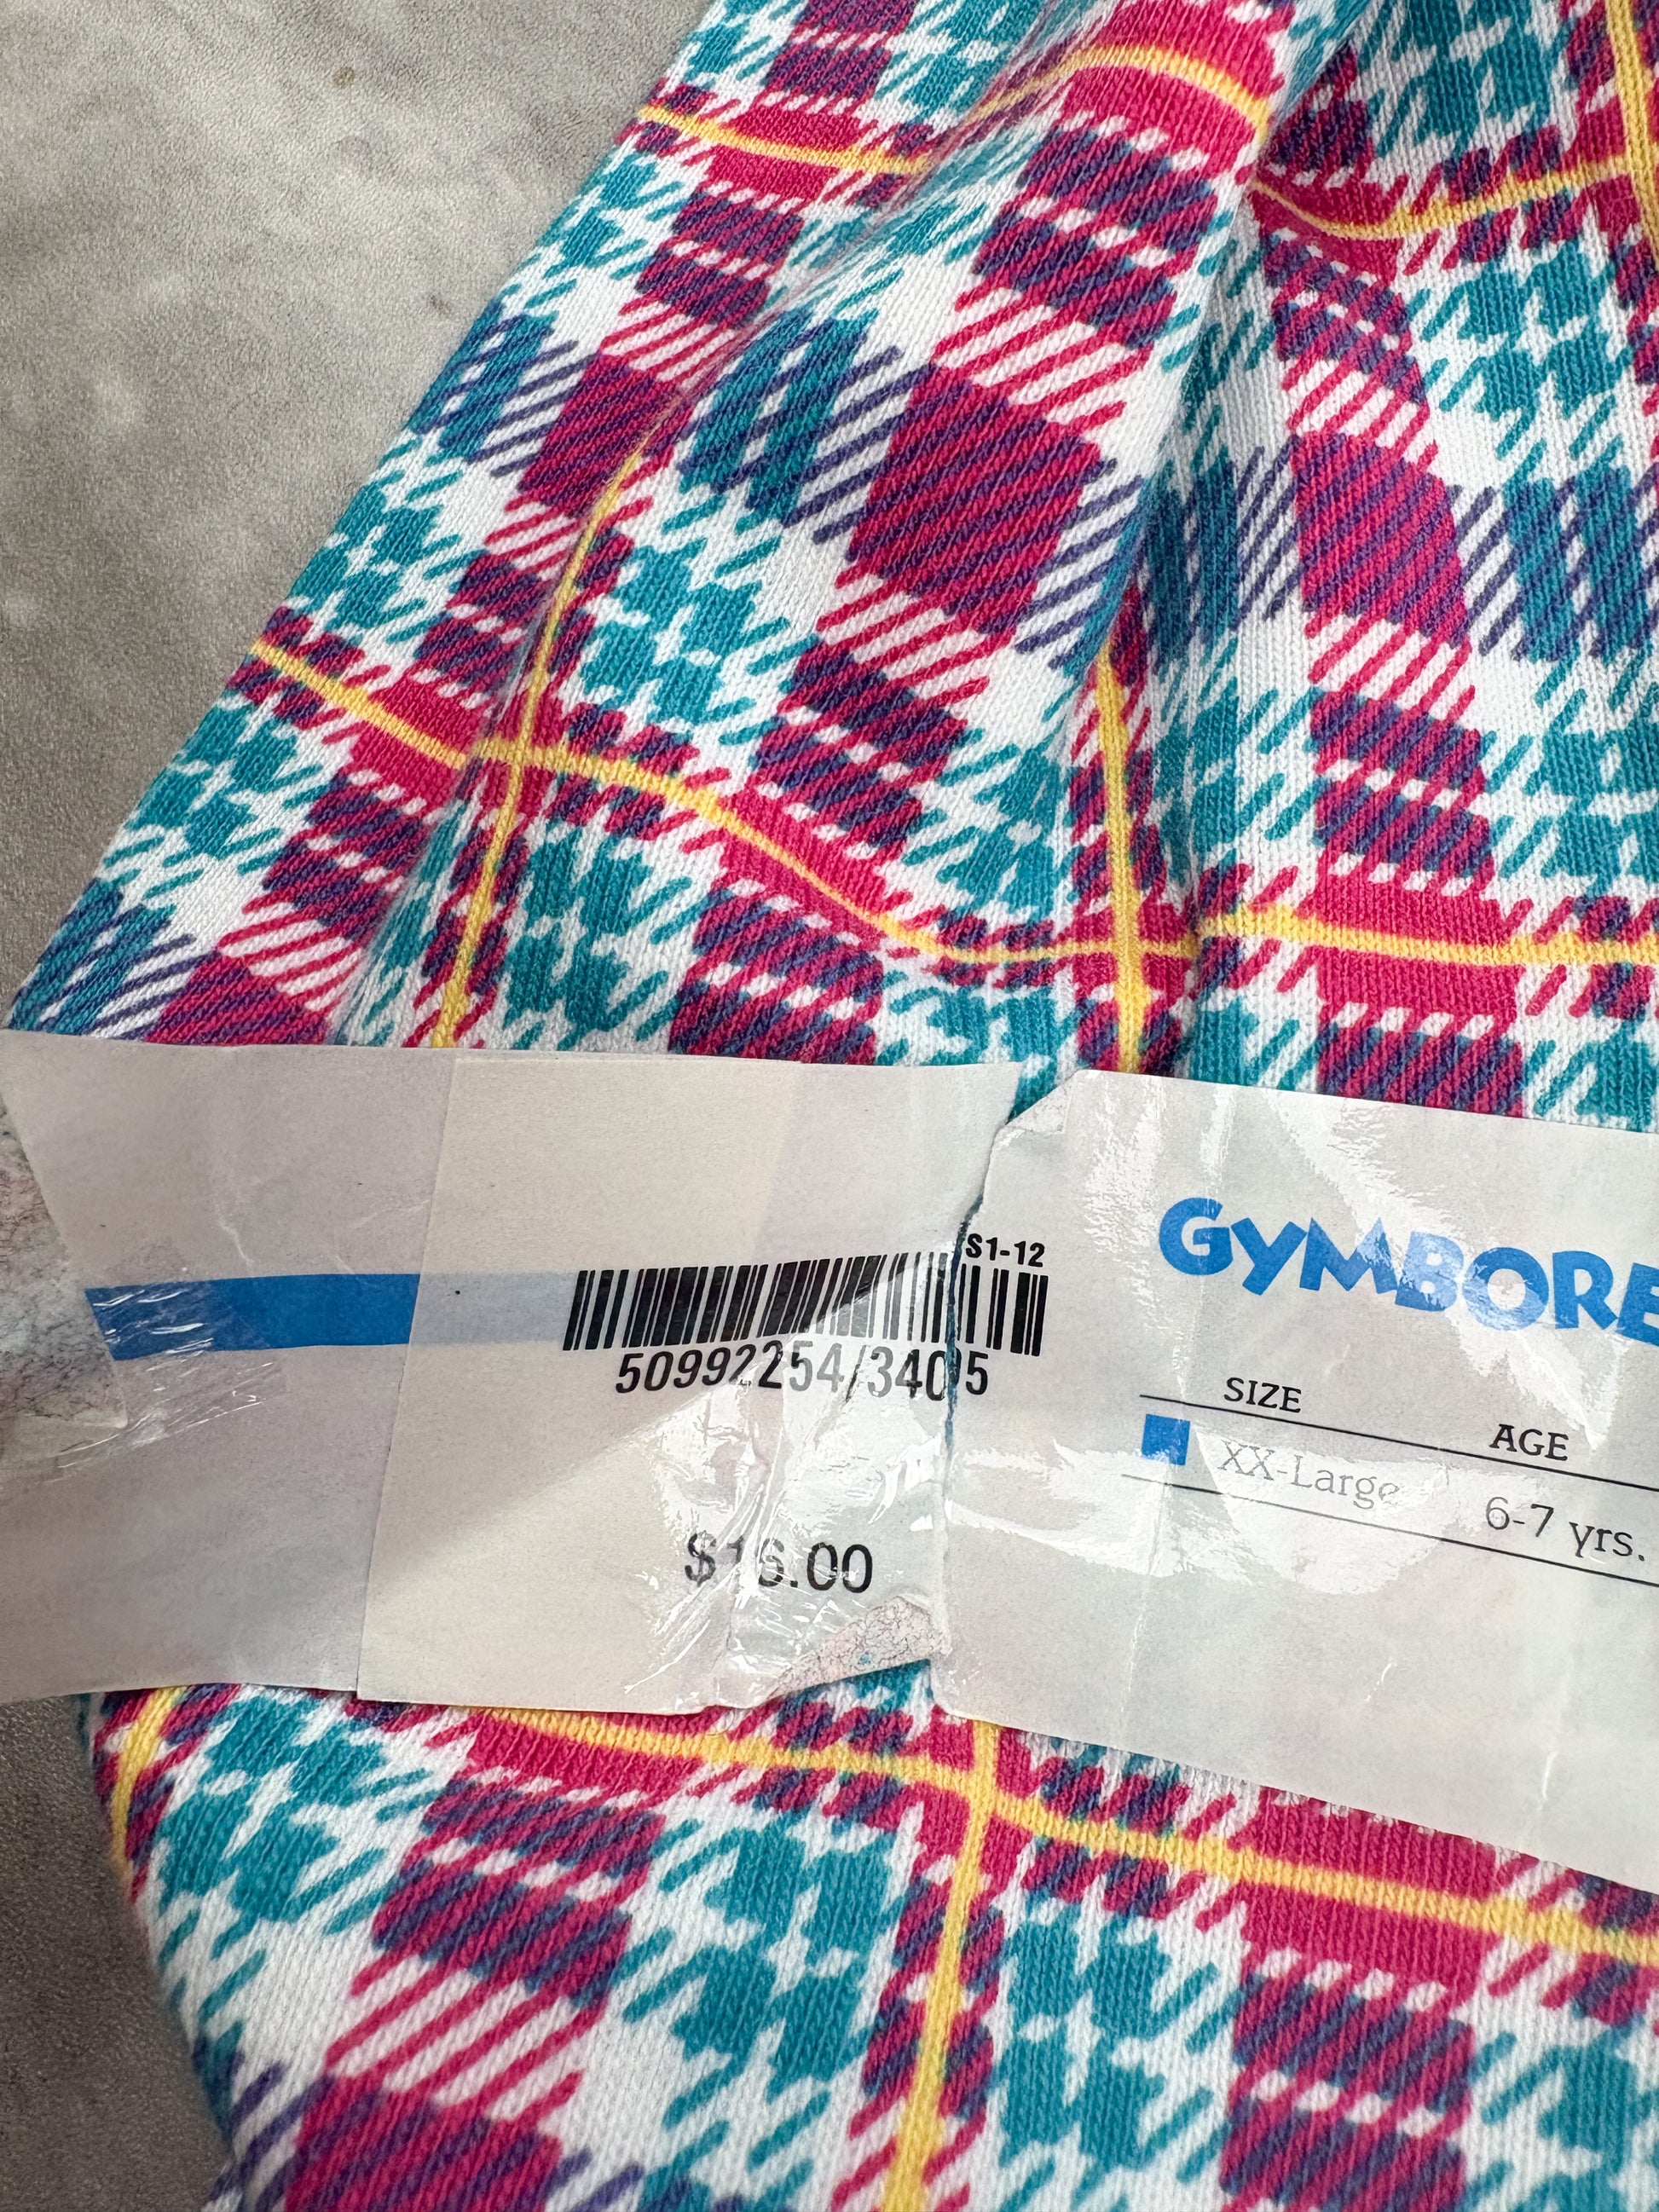 S1-12
50992254/3405
$16.00
GYMBORE
SIZE AGE
XX-Large 6-7 yrs.